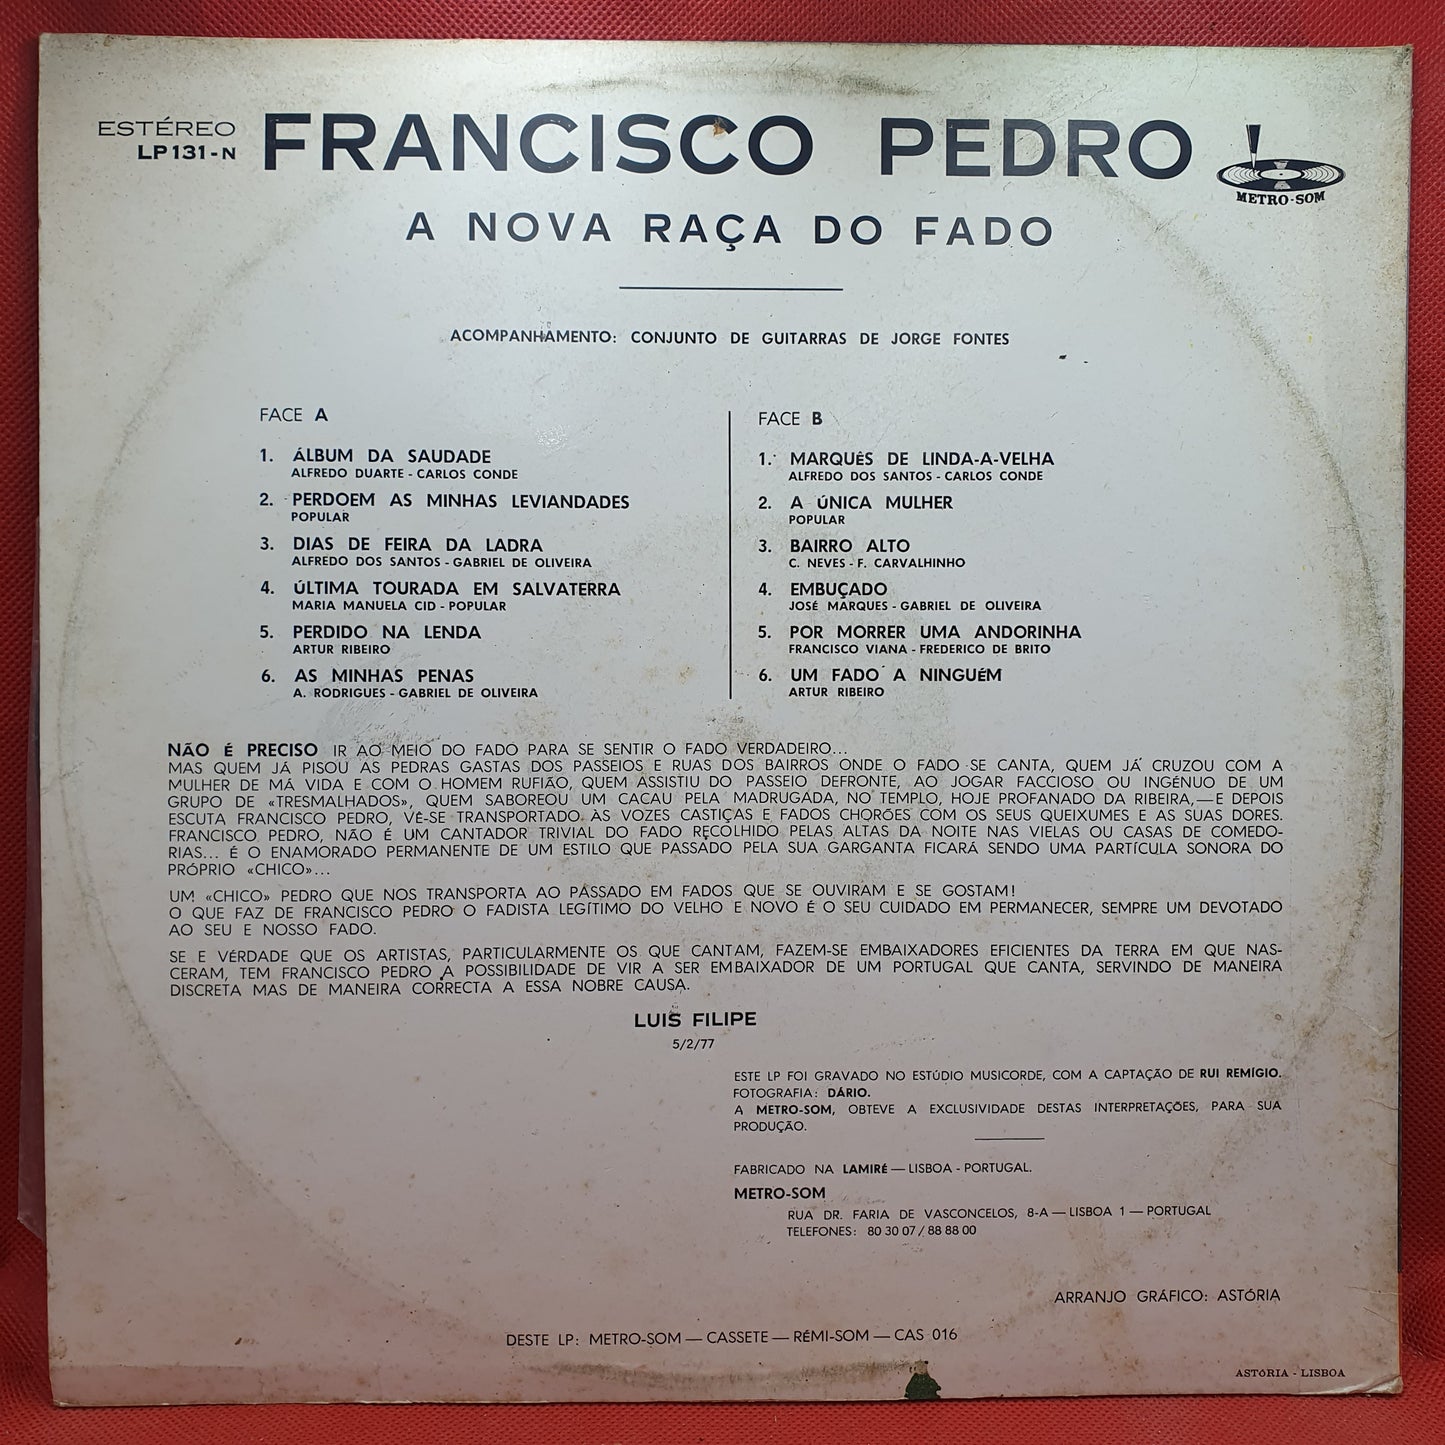 ESTÉREO
LP 131-N
FRANCISCO PEDRO
METRO-SOM
A NOVA RAÇA DO FADO
ACOMPANHAMENTO: CONJUNTO DE GUITARRAS DE JORGE FONTES
FACE A
1. ÁLBUM DA SAUDADE
ALFREDO DUARTE - CARLOS CONDE
2. PERDOEM AS MINHAS LEVIANDADES
POPULAR
3. DIAS DE FEIRA DA LADRA
ALFREDO DOS SANTOS - GABRIEL DE OLIVEIRA
4. ÚLTIMA TOURADA EM SALVATERRA
MARIA MANUELA CID - POPULAR
5. PERDIDO NA LENDA
ARTUR RIBEIRO
6. AS MINHAS PENAS
A. RODRIGUES - GABRIEL DE OLIVEIRA
FACE B
1. MARQUÊS DE LINDA-A-VELHA
ALFREDO DOS SANTOS - CARLOS CONDE
2. A ÚNICA MULHER
POPULAR
3. BAIRRO ALTO
C. NEVES - F. CARVALHINHO
4. EMBUÇADO
JOSÉ MARQUES - GABRIEL DE OLIVEIRA
5. POR MORRER UMA ANDORINHA
FRANCISCO VIANA - FREDERICO DE BRITO
6. UM FADO A NINGUÉM
ARTUR RIBEIRO
NÃO É PRECISO IR AO MEIO DO FADO PARA SE SENTIR O FADO VERDADEIRO...
MAS QUEM JÁ PISOU AS PEDRAS GASTAS DOS PASSEIOS E RUAS DOS BAIRROS ONDE O FADO SE CANTA, QUEM JÁ CRUZOU COM A
MULHER DE MÁ VIDA E COM O HOMEM RUFIÃO, QUEM ASSISTIU DO PASSEIO DEFRONTE, AO JOGAR FACCIOSO OU INGÉNUO DE UM
GRUPO DE «TRESMALHADOS», QUEM SABOREOU UM CACAU PELA MADRUGADA, NO TEMPLO, HOJE PROFANADO DA RIBEIRA,—E DEPOIS
ESCUTA FRANCISCO PEDRO, VÊ-SE TRANSPORTADO ÀS VOZES CASTIÇAS E FADOS CHORÕES COM OS SEUS QUEIXUMES E AS SUAS DORES.
FRANCISCO PEDRO, NÃO É UM CANTADOR TRIVIAL DO FADO RECOLHIDO PELAS ALTAS DA NOITE NAS VIELAS OU CASAS DE COMEDO-
RIAS... É O ENAMORADO PERMANENTE DE UM ESTILO QUE PASSADO PELA SUA GARGANTA FICARÁ SENDO UMA PARTÍCULA SONORA DO
PRÓPRIO «CHICO»...
UM «CHICO» PEDRO QUE NOS TRANSPORTA AO PASSADO EM FADOS QUE SE OUVIRAM E SE GOSTAM!
O QUE FAZ DE FRANCISCO PEDRO O FADISTA LEGÍTIMO DO VELHO E NOVO É O SEU CUIDADO EM PERMANECER, SEMPRE UM DEVOTADO
AO SEU E NOSSO FADO.
SE E VERDADE QUE OS ARTISTAS, PARTICULARMENTE OS QUE CANTAM, FAZEM-SE EMBAIXADORES EFICIENTES DA TERRA EM QUE NAS-
CERAM, TEM FRANCISCO PEDRO A POSSIBILIDADE DE VIR A SER EMBAIXADOR DE UM PORTUGAL QUE CANTA, SERVINDO DE MANEIRA
DISCRETA MAS DE MANEIRA CORRECTA A ESSA NOBRE CAUSA.
LUIS FILIPE
5/2/77
ESTE LP FOI GRAVADO NO ESTÚDIO MUSICORDE, COM A CAPTAÇÃO DE RUI REMÍGIO.
FOTOGRAFIA: DÁRIO.
A METRO-SOM, OBTEVE A EXCLUSIVIDADE DESTAS INTERPRETAÇÕES, PARA SUA
PRODUÇÃO.
FABRICADO NA LAMIRÉ — LISBOA - PORTUGAL.
METRO-SOM
RUA DR. FARIA DE VASCONCELOS, 8-A — LISBOA 1 — PORTUGAL
TELEFONES: 80 30 07 / 88 88 00
ARRANJO GRÁFICO: ASTÓRIA
DESTE LP: METRO-SOM — CASSETE — RÉMI-SOM — CAS 016
ASTÓRIA - LISBOA